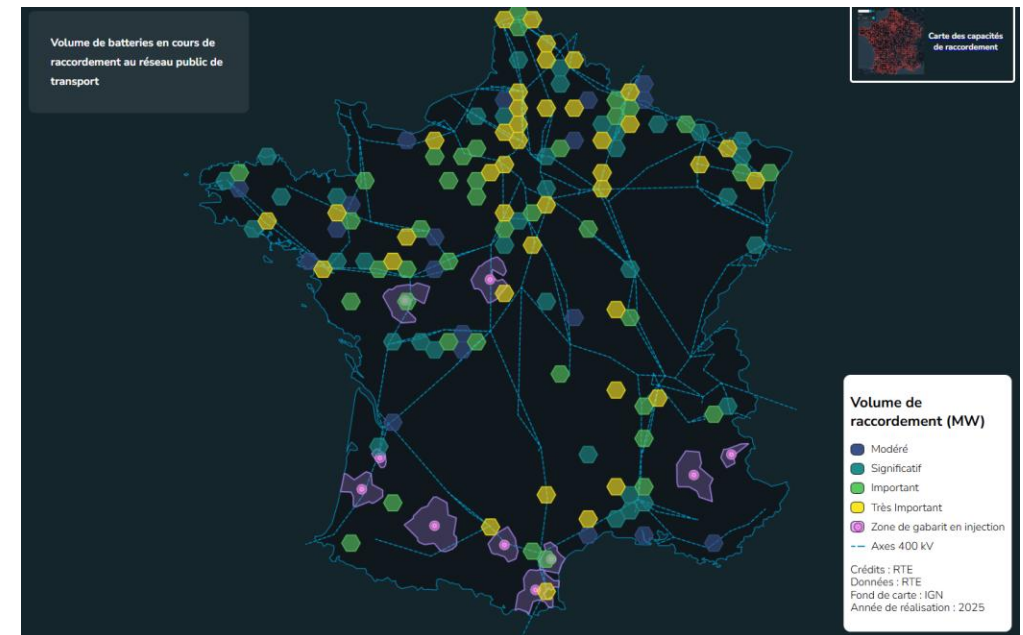 Volume de batteries en cours de
raccordement au réseau public de
transport
Carte des capacités
de raccordement
Volume de
raccordement (MW)
Modéré
Significatif
Important
Très Important
Zone de gabarit en injection
Axes 400 kV
Crédits : RTE
Données : RTE
Fond de carte : IGN
Année de réalisation : 2025